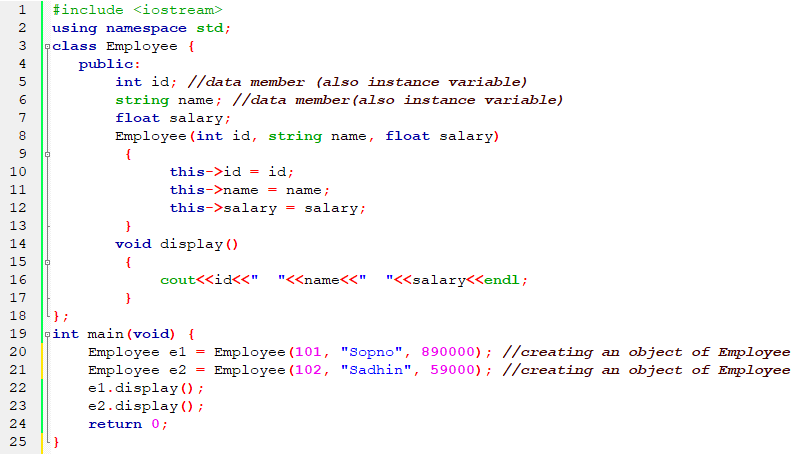 1 #include <iostream>
2 using namespace std;
3 class Employee {
4 public:
5 int id; //data member (also instance variable)
6 string name; //data member(also instance variable)
7 float salary;
8 Employee(int id, string name, float salary)
9 {
10 this->id = id;
11 this->name = name;
12 this->salary = salary;
13 }
14 void display()
15 {
16 cout<<id<<"  "<<name<<"  "<<salary<<endl;
17 }
18 };
19 int main(void) {
20 Employee e1 = Employee(101, "Sopno", 890000); //creating an object of Employee
21 Employee e2 = Employee(102, "Sadhin", 59000); //creating an object of Employee
22 e1.display();
23 e2.display();
24 return 0;
25 }